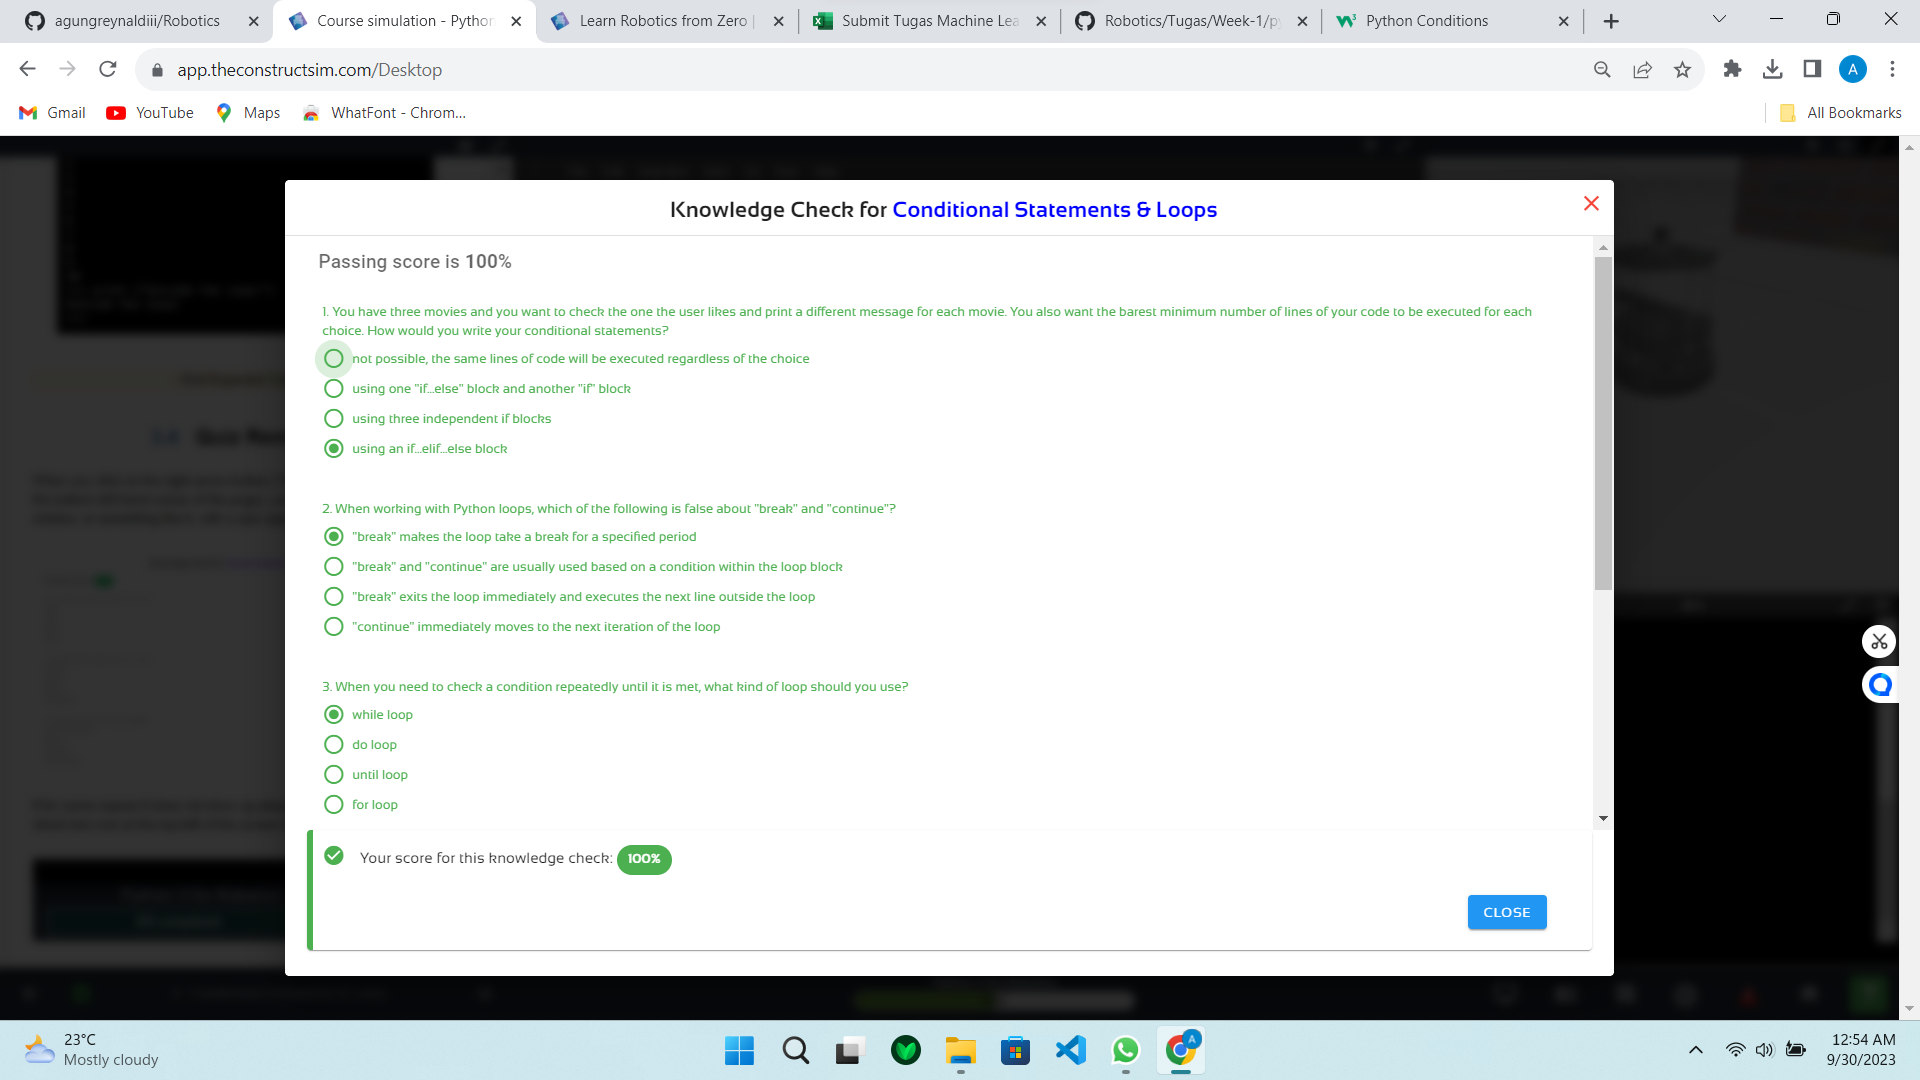 agungreynaldiii/Robotics
Course simulation - Python
Learn Robotics from Zero |
Submit Tugas Machine Lea
Robotics/Tugas/Week-1/py
Python Conditions
app.theconstructsim.com/Desktop
A
Gmail
YouTube
Maps
WhatFont - Chrom...
All Bookmarks
Knowledge Check for Conditional Statements & Loops
Passing score is 100%
1. You have three movies and you want to check the one the user likes and print a different message for each movie. You also want the barest minimum number of lines of your code to be executed for each
choice. How would you write your conditional statements?
not possible, the same lines of code will be executed regardless of the choice
using one "if...else" block and another "if" block
using three independent if blocks
using an if...elif...else block
2. When working with Python loops, which of the following is false about "break" and "continue"?
"break" makes the loop take a break for a specified period
"break" and "continue" are usually used based on a condition within the loop block
"break" exits the loop immediately and executes the next line outside the loop
"continue" immediately moves to the next iteration of the loop
3. When you need to check a condition repeatedly until it is met, what kind of loop should you use?
while loop
do loop
until loop
for loop
Your score for this knowledge check: 100%
CLOSE
23°C
Mostly cloudy
A
12:54 AM
9/30/2023